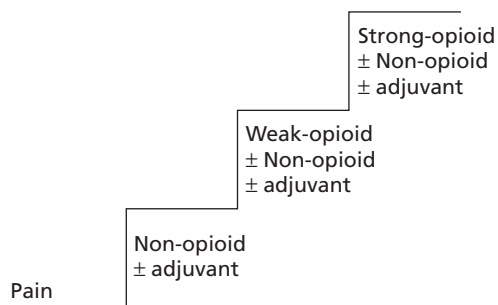 Strong-opioid
± Non-opioid
± adjuvant
Weak-opioid
± Non-opioid
± adjuvant
Non-opioid
± adjuvant
Pain